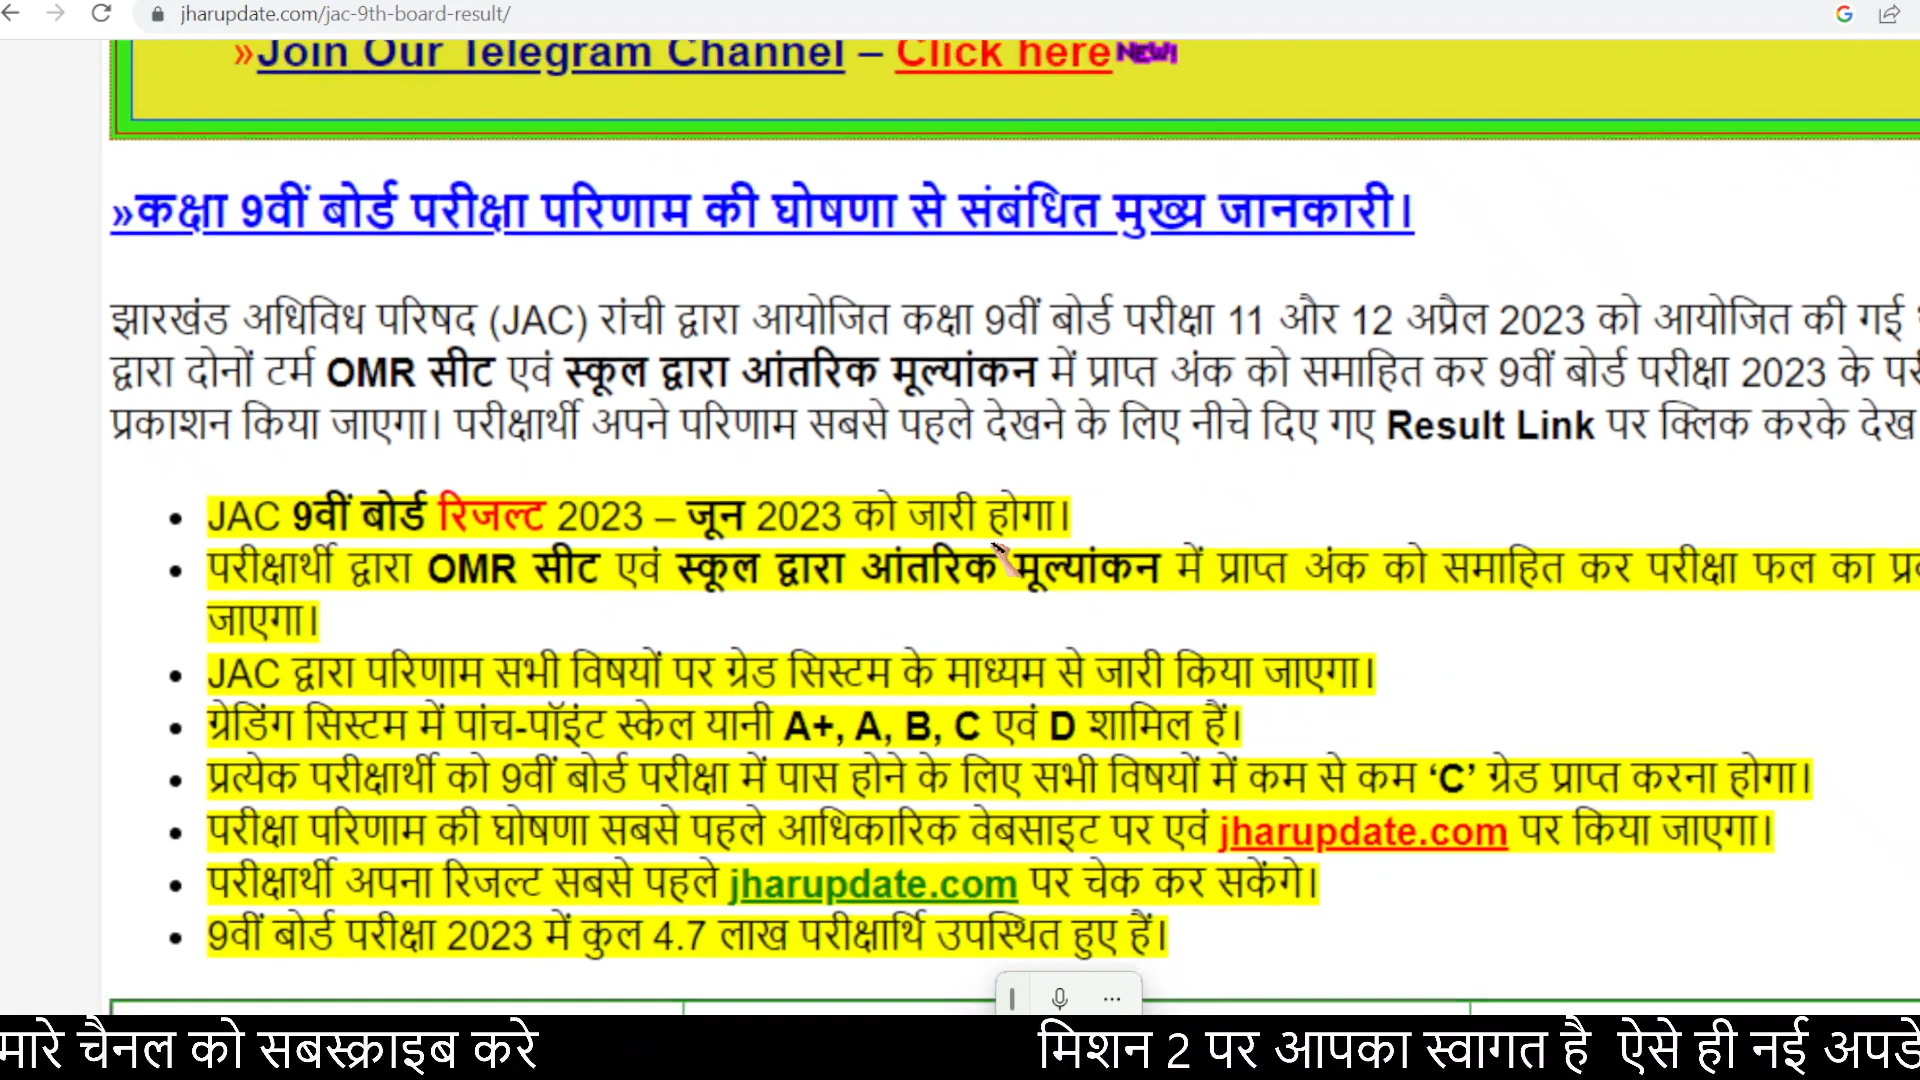 jharupdate.com/jac-9th-board-result/
»Join Our Telegram Channel – Click here NEW!
»कक्षा 9वीं बोर्ड परीक्षा परिणाम की घोषणा से संबंधित मुख्य जानकारी।
झारखंड अधिविध परिषद (JAC) रांची द्वारा आयोजित कक्षा 9वीं बोर्ड परीक्षा 11 और 12 अप्रैल 2023 को आयोजित की गई
द्वारा दोनों टर्म OMR सीट एवं स्कूल द्वारा आंतरिक मूल्यांकन में प्राप्त अंक को समाहित कर 9वीं बोर्ड परीक्षा 2023 के
प्रकाशन किया जाएगा। परीक्षार्थी अपने परिणाम सबसे पहले देखने के लिए नीचे दिए गए Result Link पर क्लिक करके देख
• JAC 9वीं बोर्ड रिजल्ट 2023 – जून 2023 को जारी होगा।
• परीक्षार्थी द्वारा OMR सीट एवं स्कूल द्वारा आंतरिक मूल्यांकन में प्राप्त अंक को समाहित कर परीक्षा फल का
जाएगा।
• JAC द्वारा परिणाम सभी विषयों पर ग्रेड सिस्टम के माध्यम से जारी किया जाएगा।
• ग्रेडिंग सिस्टम में पांच-पॉइंट स्केल यानी A+, A, B, C एवं D शामिल हैं।
• प्रत्येक परीक्षार्थी को 9वीं बोर्ड परीक्षा में पास होने के लिए सभी विषयों में कम से कम ‘C’ ग्रेड प्राप्त करना होगा।
• परीक्षा परिणाम की घोषणा सबसे पहले आधिकारिक वेबसाइट पर एवं jharupdate.com पर किया जाएगा।
• परीक्षार्थी अपना रिजल्ट सबसे पहले jharupdate.com पर चेक कर सकेंगे।
• 9वीं बोर्ड परीक्षा 2023 में कुल 4.7 लाख परीक्षार्थि उपस्थित हुए हैं।
मारे चैनल को सबस्क्राइब करे मिशन 2 पर आपका स्वागत है ऐसे ही नई अपडे